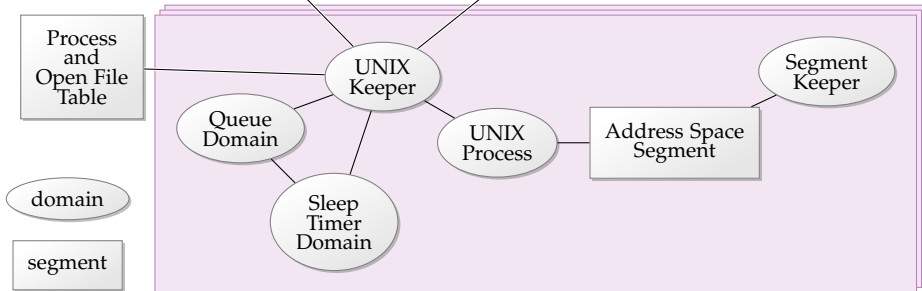 Process
and
Open File
Table
UNIX
Keeper
Segment
Keeper
Queue
Domain
UNIX
Process
Address Space
Segment
domain
Sleep
Timer
Domain
segment